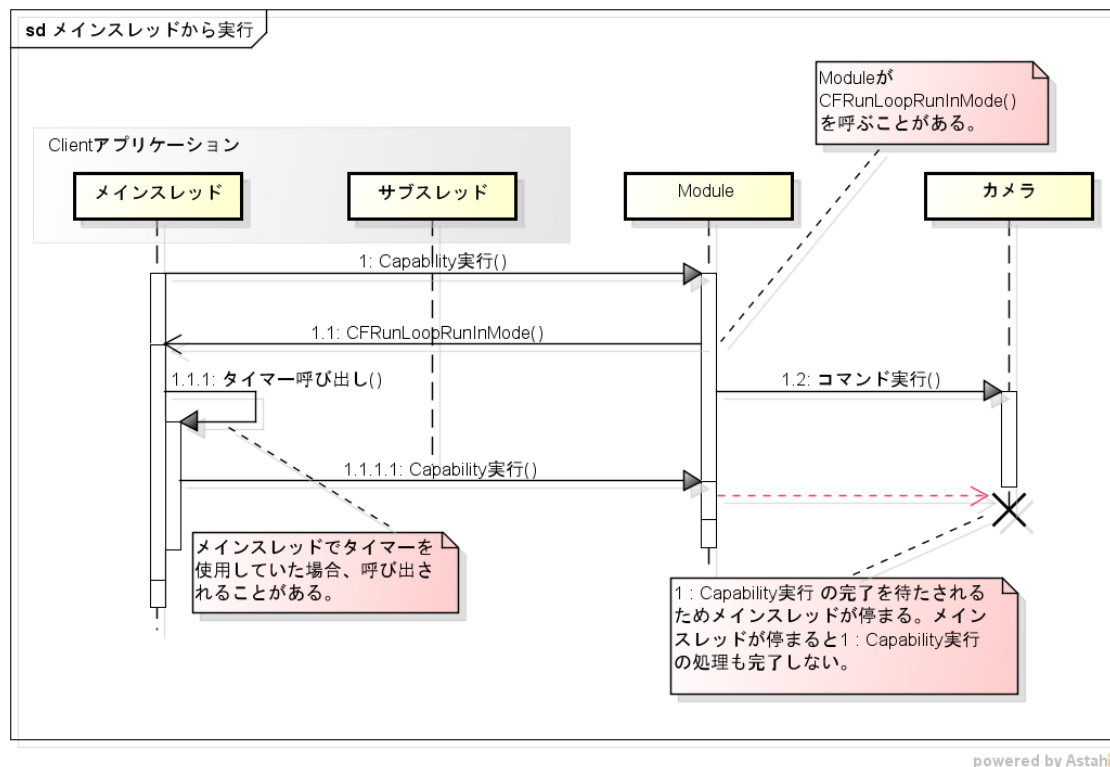 sd メインスレッドから実行
Moduleが
CFRunLoopRunInMode()
を呼ぶことがある。
Clientアプリケーション
メインスレッド
サブスレッド
Module
カメラ
1: Capability実行()
1.1: CFRunLoopRunInMode()
1.1.1: タイマー呼び出し()
1.2: コマンド実行()
1.1.1.1: Capability実行()
メインスレッドでタイマーを
使用していた場合、呼び出さ
れることがある。
1 : Capability実行 の完了を待たされる
ためメインスレッドが停まる。メイン
スレッドが停まると1 : Capability実行
の処理も完了しない。
powered by Astah